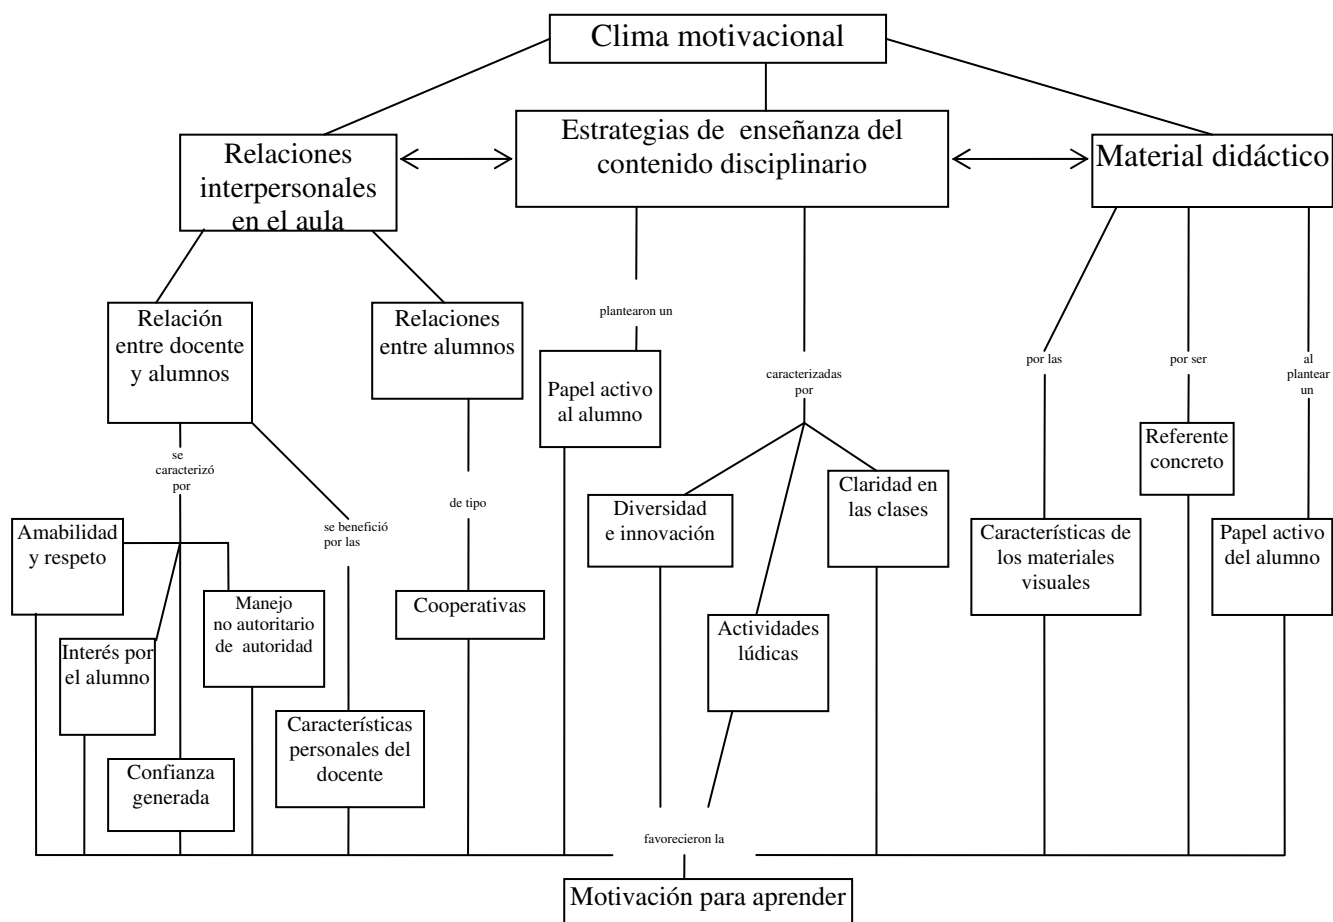 Clima motivacional
Estrategias de enseñanza del
contenido disciplinario
Relaciones
interpersonales
en el aula
Material didáctico
Relación
entre docente
y alumnos
Relaciones
entre alumnos
plantearon un
Papel activo
al alumno
caracterizadas
por
por las
por ser
al
plantear
un
Referente
concreto
se
caracterizó
por
se benefició
por las
de tipo
Diversidad
e innovación
Claridad en
las clases
Características de
los materiales
visuales
Papel activo
del alumno
Amabilidad
y respeto
Interés por
el alumno
Manejo
no autoritario
de autoridad
Cooperativas
Actividades
lúdicas
Confianza
generada
Características
personales del
docente
favorecieron la
Motivación para aprender